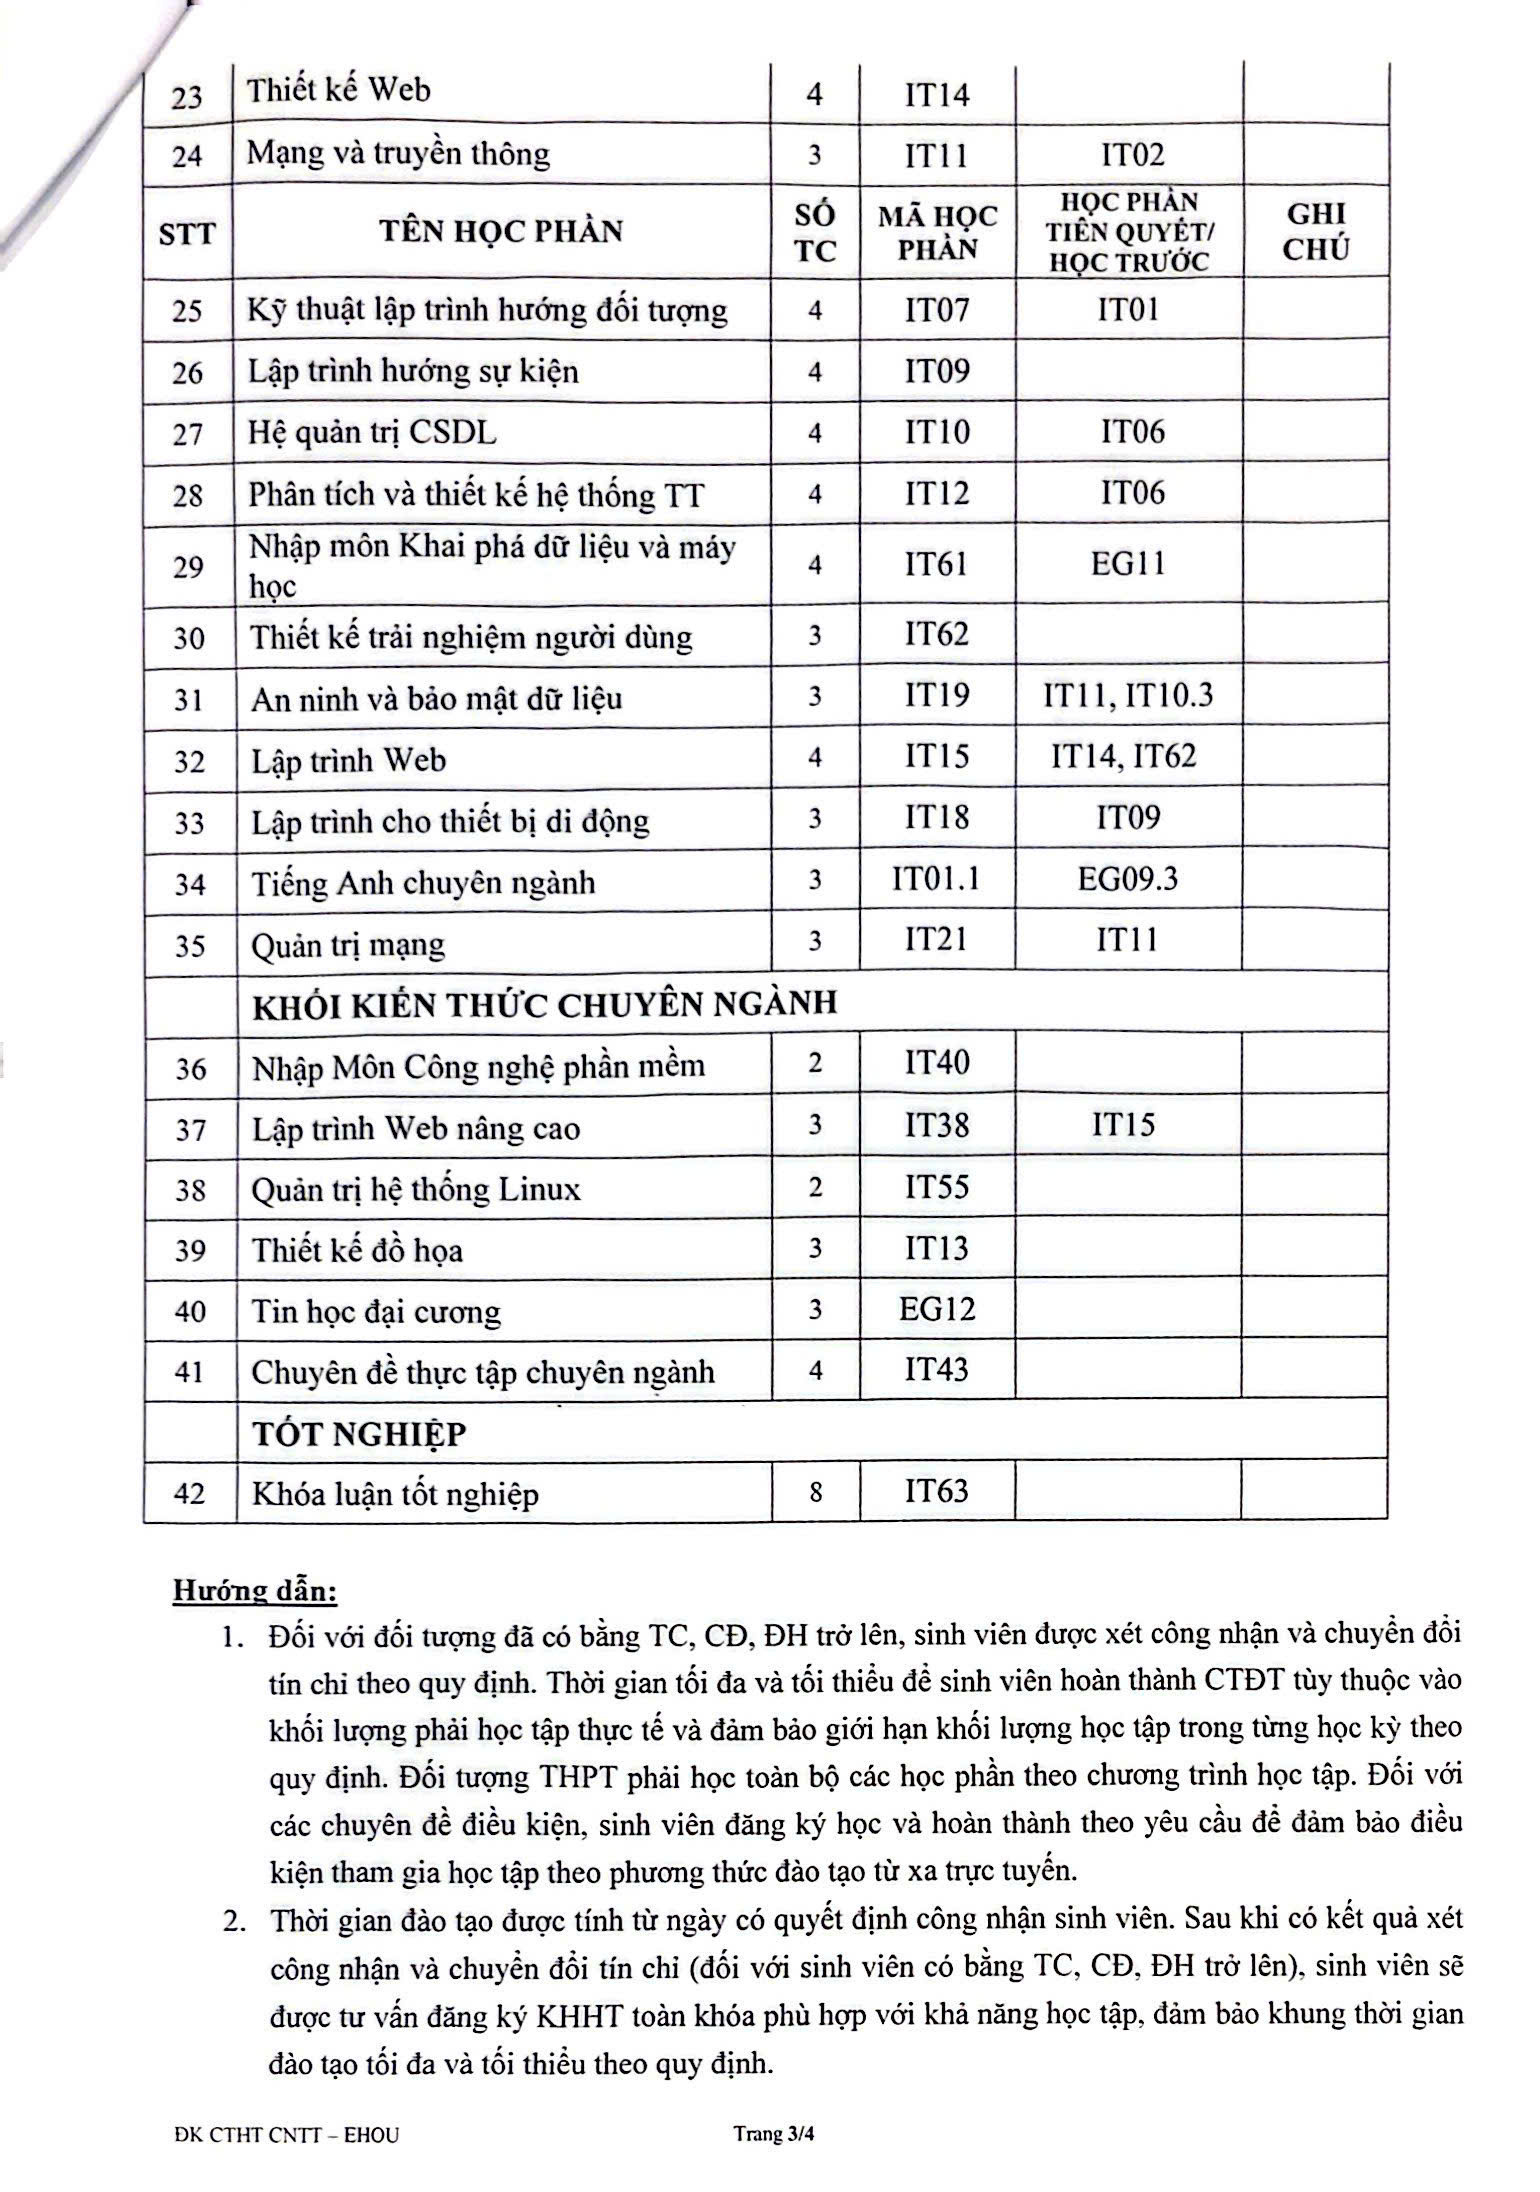 23 Thiết kế Web 4 IT14
24 Mạng và truyền thông 3 IT11 IT02
STT TÊN HỌC PHẦN SỐ TC MÃ HỌC PHẦN HỌC PHẦN TIÊN QUYẾT/ HỌC TRƯỚC GHI CHÚ
25 Kỹ thuật lập trình hướng đối tượng 4 IT07 IT01
26 Lập trình hướng sự kiện 4 IT09
27 Hệ quản trị CSDL 4 IT10 IT06
28 Phân tích và thiết kế hệ thống TT 4 IT12 IT06
29 Nhập môn Khai phá dữ liệu và máy học 4 IT61 EG11
30 Thiết kế trải nghiệm người dùng 3 IT62
31 An ninh và bảo mật dữ liệu 3 IT19 IT11, IT10.3
32 Lập trình Web 4 IT15 IT14, IT62
33 Lập trình cho thiết bị di động 3 IT18 IT09
34 Tiếng Anh chuyên ngành 3 IT01.1 EG09.3
35 Quản trị mạng 3 IT21 IT11
KHỐI KIẾN THỨC CHUYÊN NGÀNH
36 Nhập Môn Công nghệ phần mềm 2 IT40
37 Lập trình Web nâng cao 3 IT38 IT15
38 Quản trị hệ thống Linux 2 IT55
39 Thiết kế đồ họa 3 IT13
40 Tin học đại cương 3 EG12
41 Chuyên đề thực tập chuyên ngành 4 IT43
TỐT NGHIỆP
42 Khóa luận tốt nghiệp 8 IT63
Hướng dẫn:
1. Đối với đối tượng đã có bằng TC, CĐ, ĐH trở lên, sinh viên được xét công nhận và chuyển đổi
tín chỉ theo quy định. Thời gian tối đa và tối thiểu để sinh viên hoàn thành CTĐT tùy thuộc vào
khối lượng phải học tập thực tế và đảm bảo giới hạn khối lượng học tập trong từng học kỳ theo
quy định. Đối tượng THPT phải học toàn bộ các học phần theo chương trình học tập. Đối với
các chuyên đề điều kiện, sinh viên đăng ký học và hoàn thành theo yêu cầu để đảm bảo điều
kiện tham gia học tập theo phương thức đào tạo từ xa trực tuyến.
2. Thời gian đào tạo được tính từ ngày có quyết định công nhận sinh viên. Sau khi có kết quả xét
công nhận và chuyển đổi tín chỉ (đối với sinh viên có bằng TC, CĐ, ĐH trở lên), sinh viên sẽ
được tư vấn đăng ký KHHT toàn khóa phù hợp với khả năng học tập, đảm bảo khung thời gian
đào tạo tối đa và tối thiểu theo quy định.
ĐK CTHT CNTT – EHOU Trang 3/4